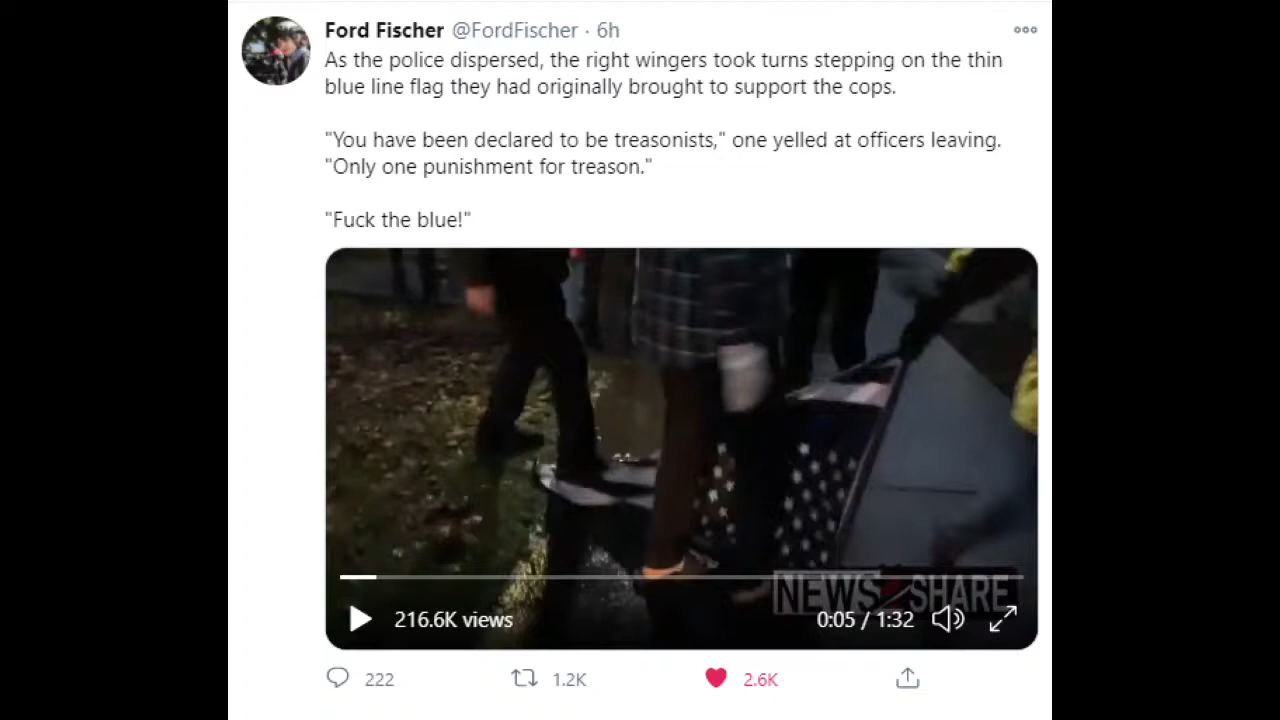 Ford Fischer @FordFischer · 6h
As the police dispersed, the right wingers took turns stepping on the thin
blue line flag they had originally brought to support the cops.
"You have been declared to be treasonists," one yelled at officers leaving.
"Only one punishment for treason."
"Fuck the blue!"
NEWS2SHARE
216.6K views
0:05 / 1:32
222
1.2K
2.6K